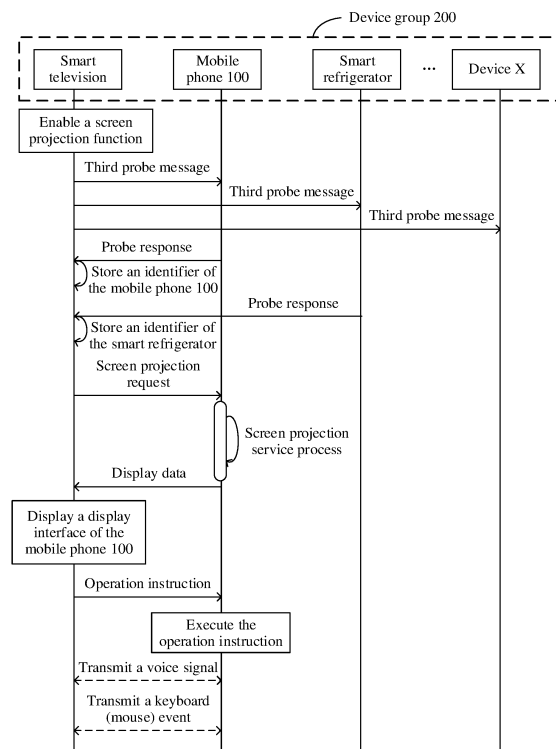 Device group 200
Smart
television
Mobile
phone 100
Smart
refrigerator
...
Device X
Enable a screen
projection function
Third probe message
Third probe message
Third probe message
Probe response
Store an identifier of
the mobile phone 100
Probe response
Store an identifier of
the smart refrigerator
Screen projection
request
Screen projection
service process
Display data
Display a display
interface of the
mobile phone 100
Operation instruction
Execute the
operation instruction
Transmit a voice signal
Transmit a keyboard
(mouse) event